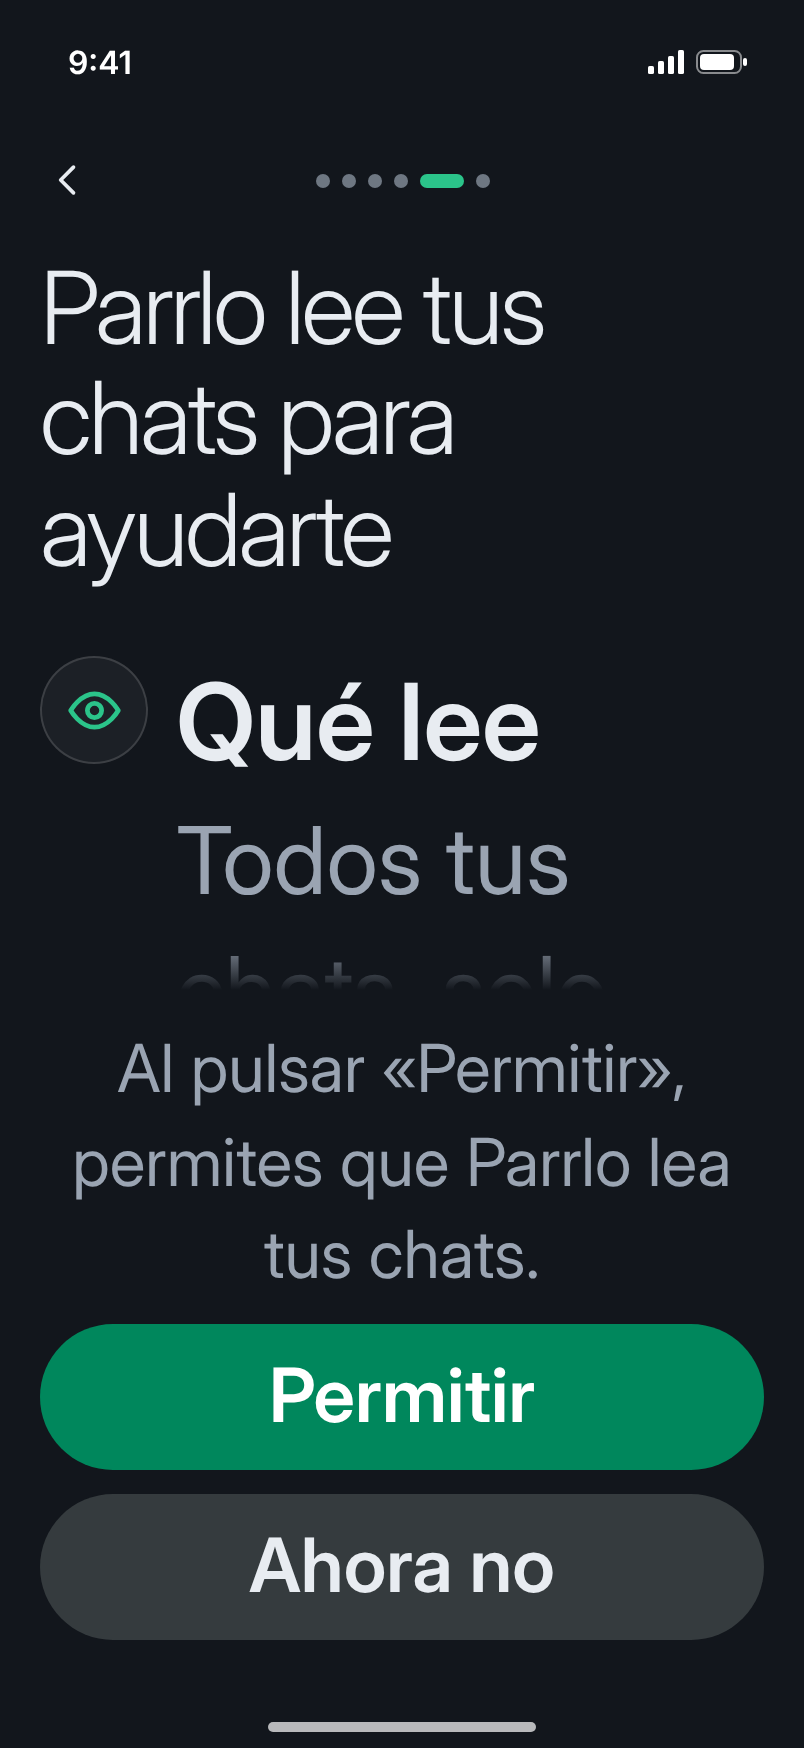 9:41
Parrlo lee tus
chats para
ayudarte
Qué lee
Todos tus
Al pulsar «Permitir»,
permites que Parrlo lea
tus chats.
Permitir
Ahora no